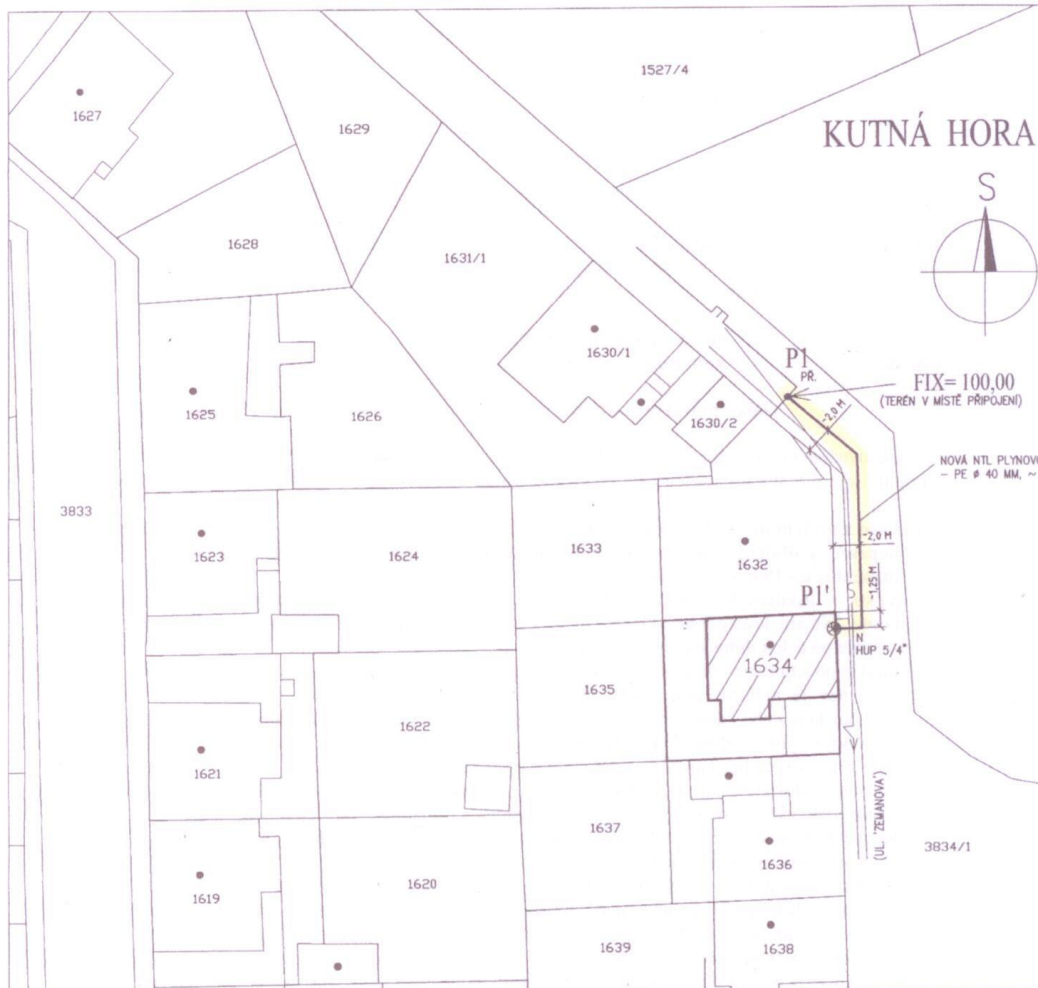 1527/4
1627
1629
KUTNÁ HORA
S
1628
1631/1
1630/1
P1
PŘ.
FIX= 100,00
(TERÉN V MÍSTĚ PŘIPOJENÍ)
1625
1626
1630/2
~2,0 M
NOVÁ NTL
- PE ø 40 MM, ~
3833
1623
1624
1633
1632
~2,0 M
~1,25 M
S
P1'
N
HUP 5/4"
1634
1635
1622
1621
1637
1636
(UL. 'ZEMANOVA')
3834/1
1619
1620
1639
1638